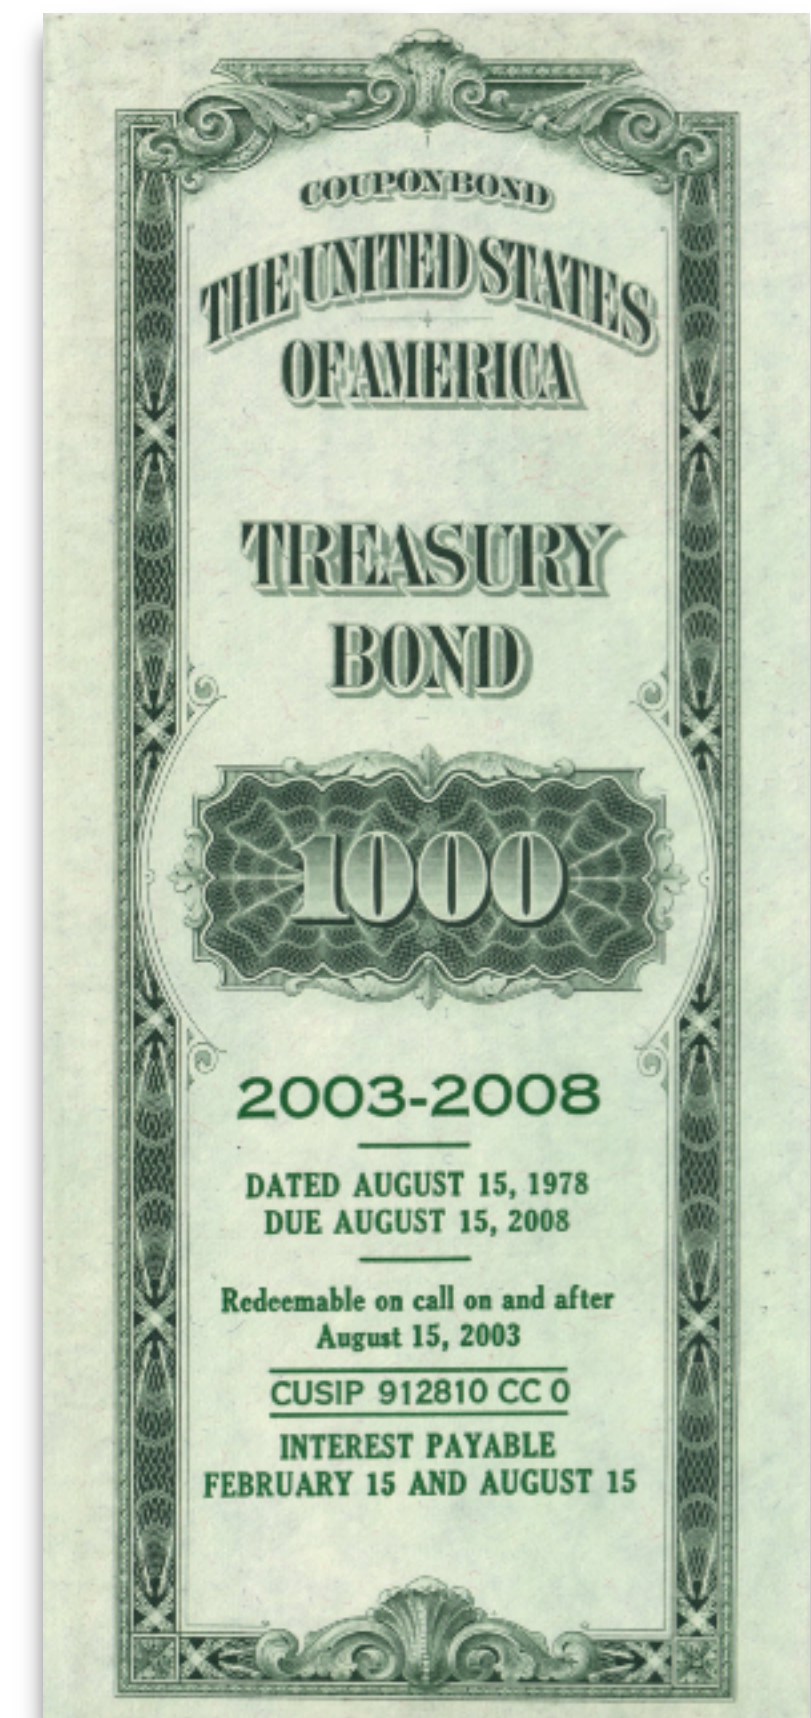 COUPON BOND
THE UNITED STATES
OF AMERICA
TREASURY
BOND
1000
2003-2008
DATED AUGUST 15, 1978
DUE AUGUST 15, 2008
Redeemable on call on and after
August 15, 2003
CUSIP 912810 CC 0
INTEREST PAYABLE
FEBRUARY 15 AND AUGUST 15